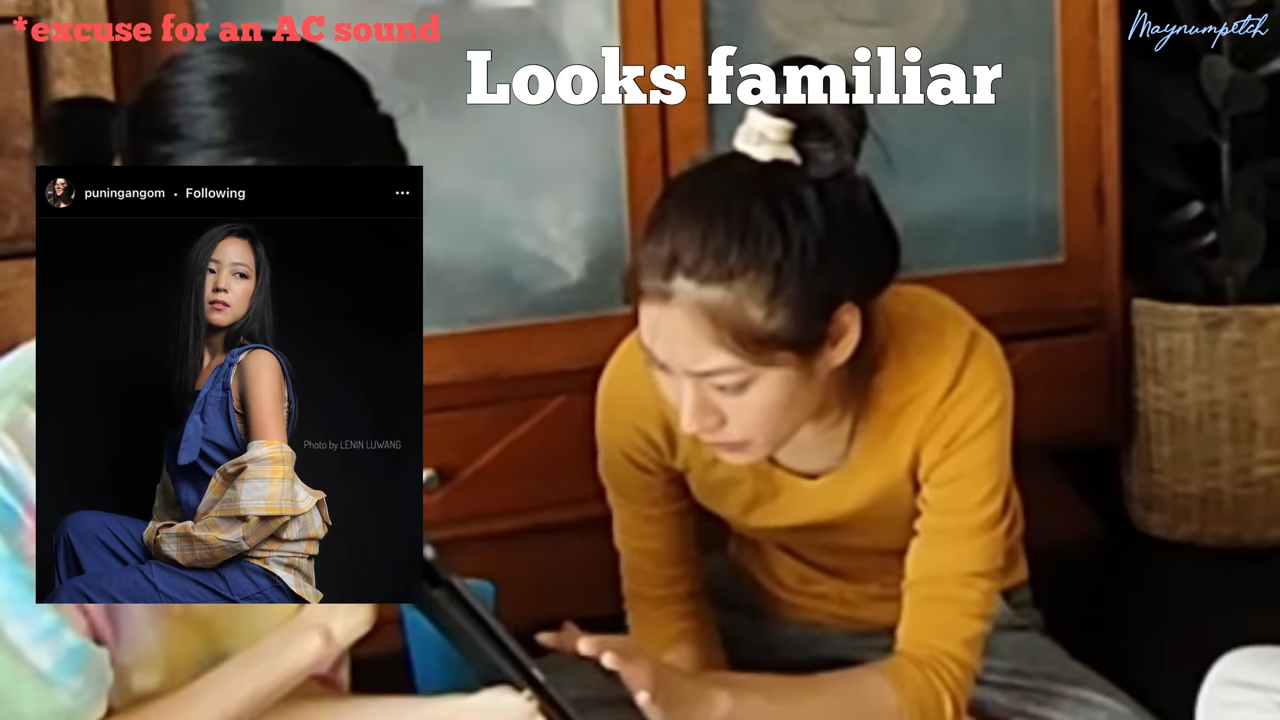 *excuse for an AC sound
Looks familiar
Maynumpetch
puningangom • Following
Photo by LENIN LUWANG